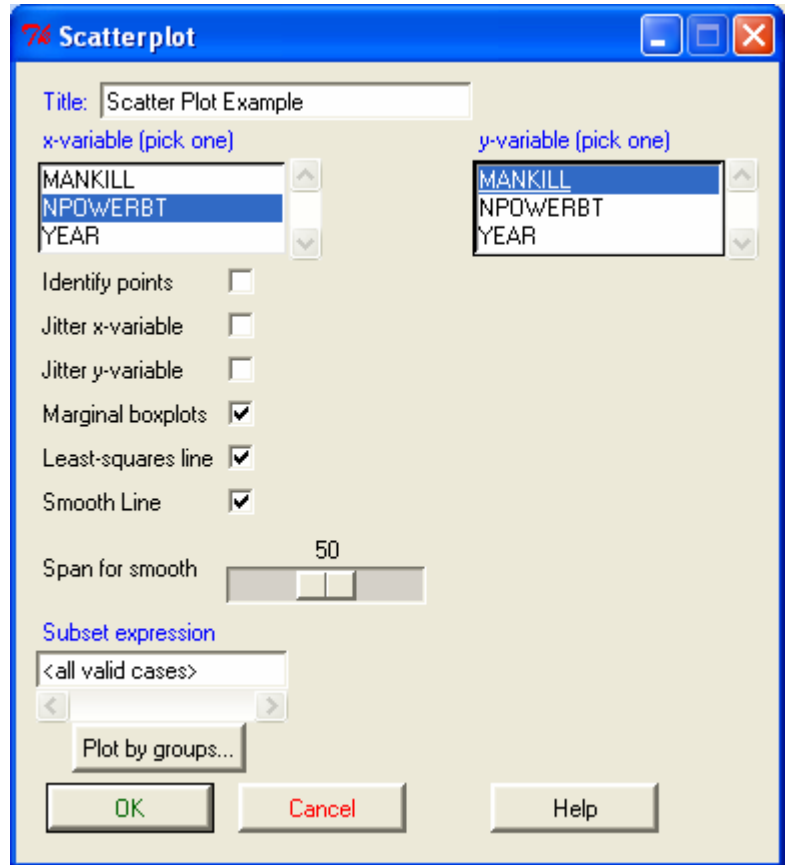 Scatterplot
Title: Scatter Plot Example
x-variable (pick one) y-variable (pick one)
MANKILL MANKILL
NPOWERBT NPOWERBT
YEAR YEAR
Identify points
Jitter x-variable
Jitter y-variable
Marginal boxplots
Least-squares line
Smooth Line
50
Span for smooth
Subset expression
<all valid cases>
Plot by groups...
OK Cancel Help